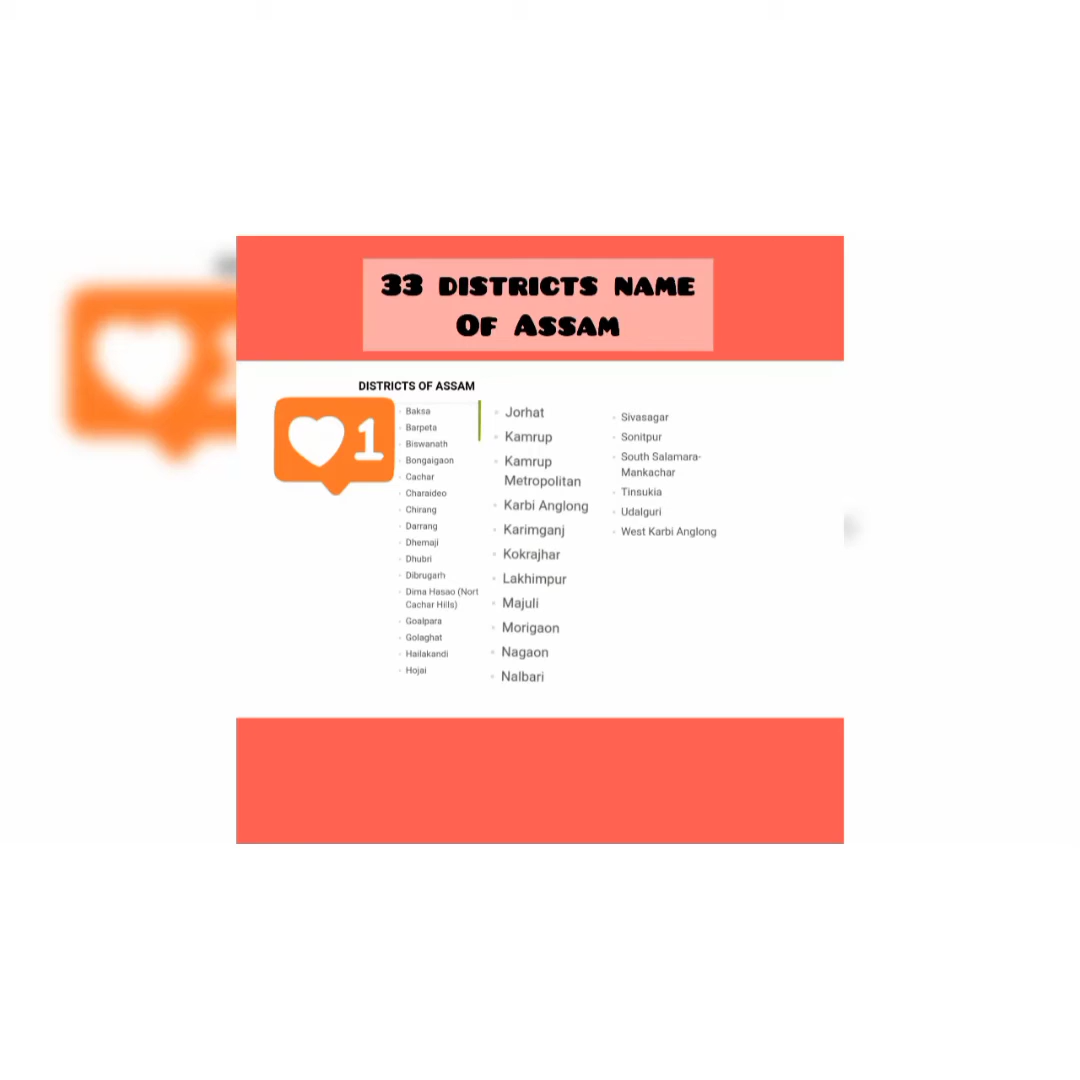 33 DISTRICTS NAME
OF ASSAM
DISTRICTS OF ASSAM
1
Baksa
Barpeta
Biswanath
Bongaigaon
Cachar
Charaideo
Chirang
Darrang
Dhemaji
Dhubri
Dibrugarh
Dima Hasao (Nort
Cachar Hills)
Goalpara
Golaghat
Hailakandi
Hojai
Jorhat
Kamrup
Kamrup
Metropolitan
Karbi Anglong
Karimganj
Kokrajhar
Lakhimpur
Majuli
Morigaon
Nagaon
Nalbari
Sivasagar
Sonitpur
South Salamara-
Mankachar
Tinsukia
Udalguri
West Karbi Anglong